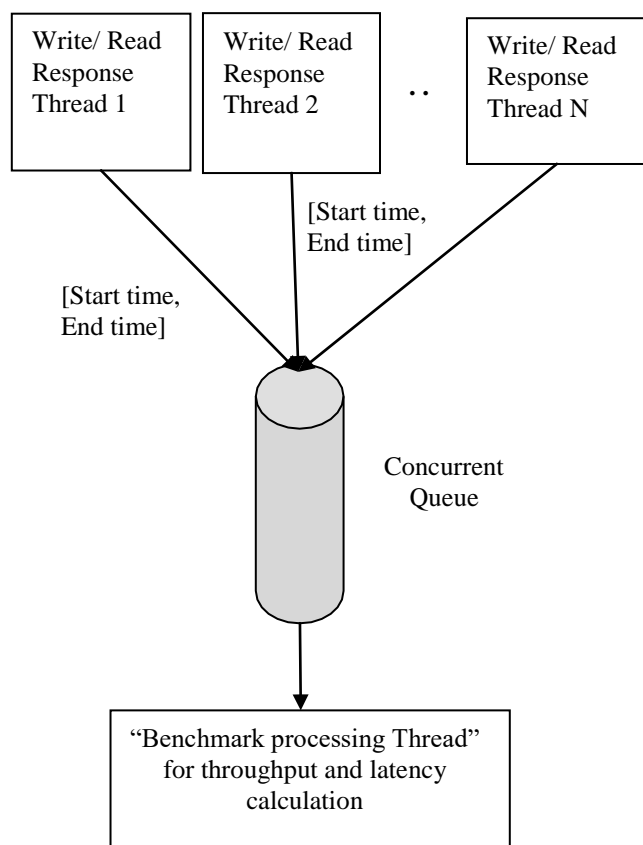 Write/ Read
Response
Thread 1
Write/ Read
Response
Thread 2
. .
Write/ Read
Response
Thread N
[Start time,
End time]
[Start time,
End time]
Concurrent
Queue
“Benchmark processing Thread”
for throughput and latency
calculation